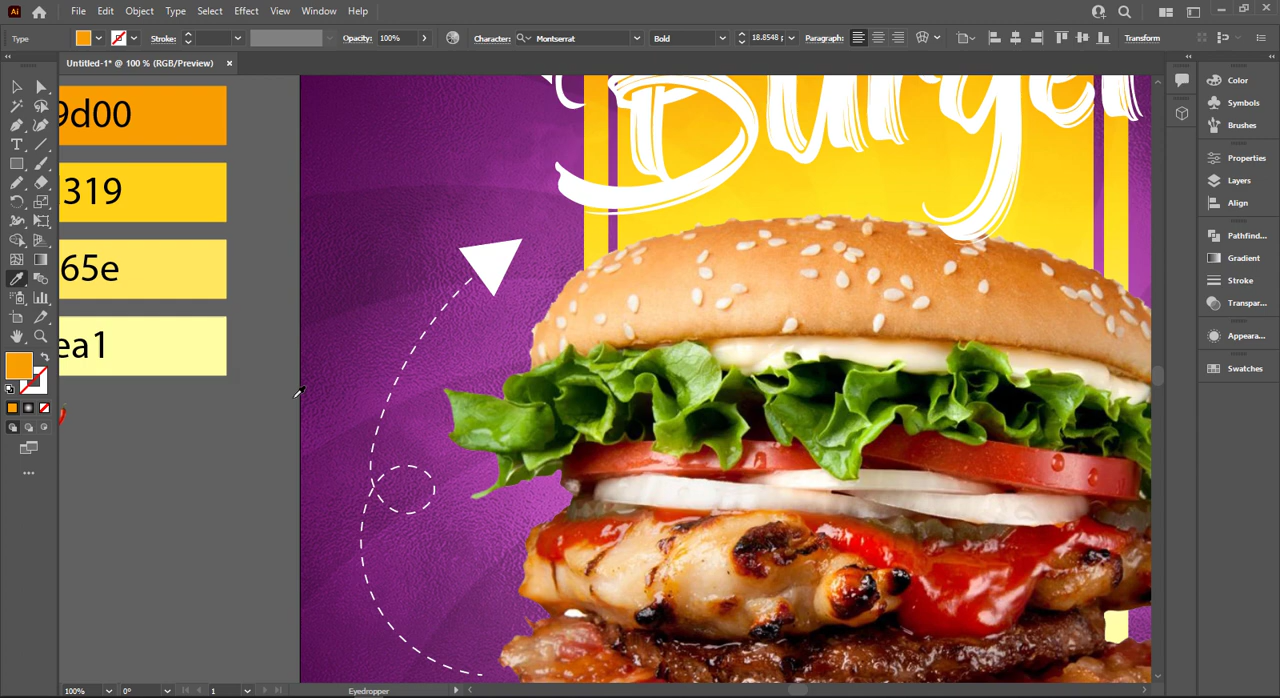 Ai File Edit Object Type Select Effect View Window Help
Type Stroke: Opacity: 100% Character: Montserrat Bold 18.8548 Paragraph: Transform
Untitled-1* @ 100 % (RGB/Preview)
9d00
319
65e
ea1
Burger
Color
Symbols
Brushes
Properties
Layers
Align
Pathfind...
Gradient
Stroke
Transpar...
Appeara...
Swatches
100% 0° 1 Eyedropper